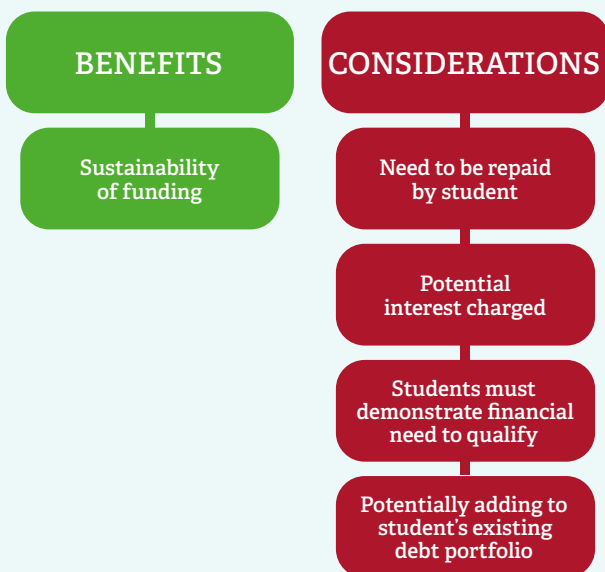 BENEFITS
Sustainability
of funding
CONSIDERATIONS
Need to be repaid
by student
Potential
interest charged
Students must
demonstrate financial
need to qualify
Potentially adding to
student's existing
debt portfolio